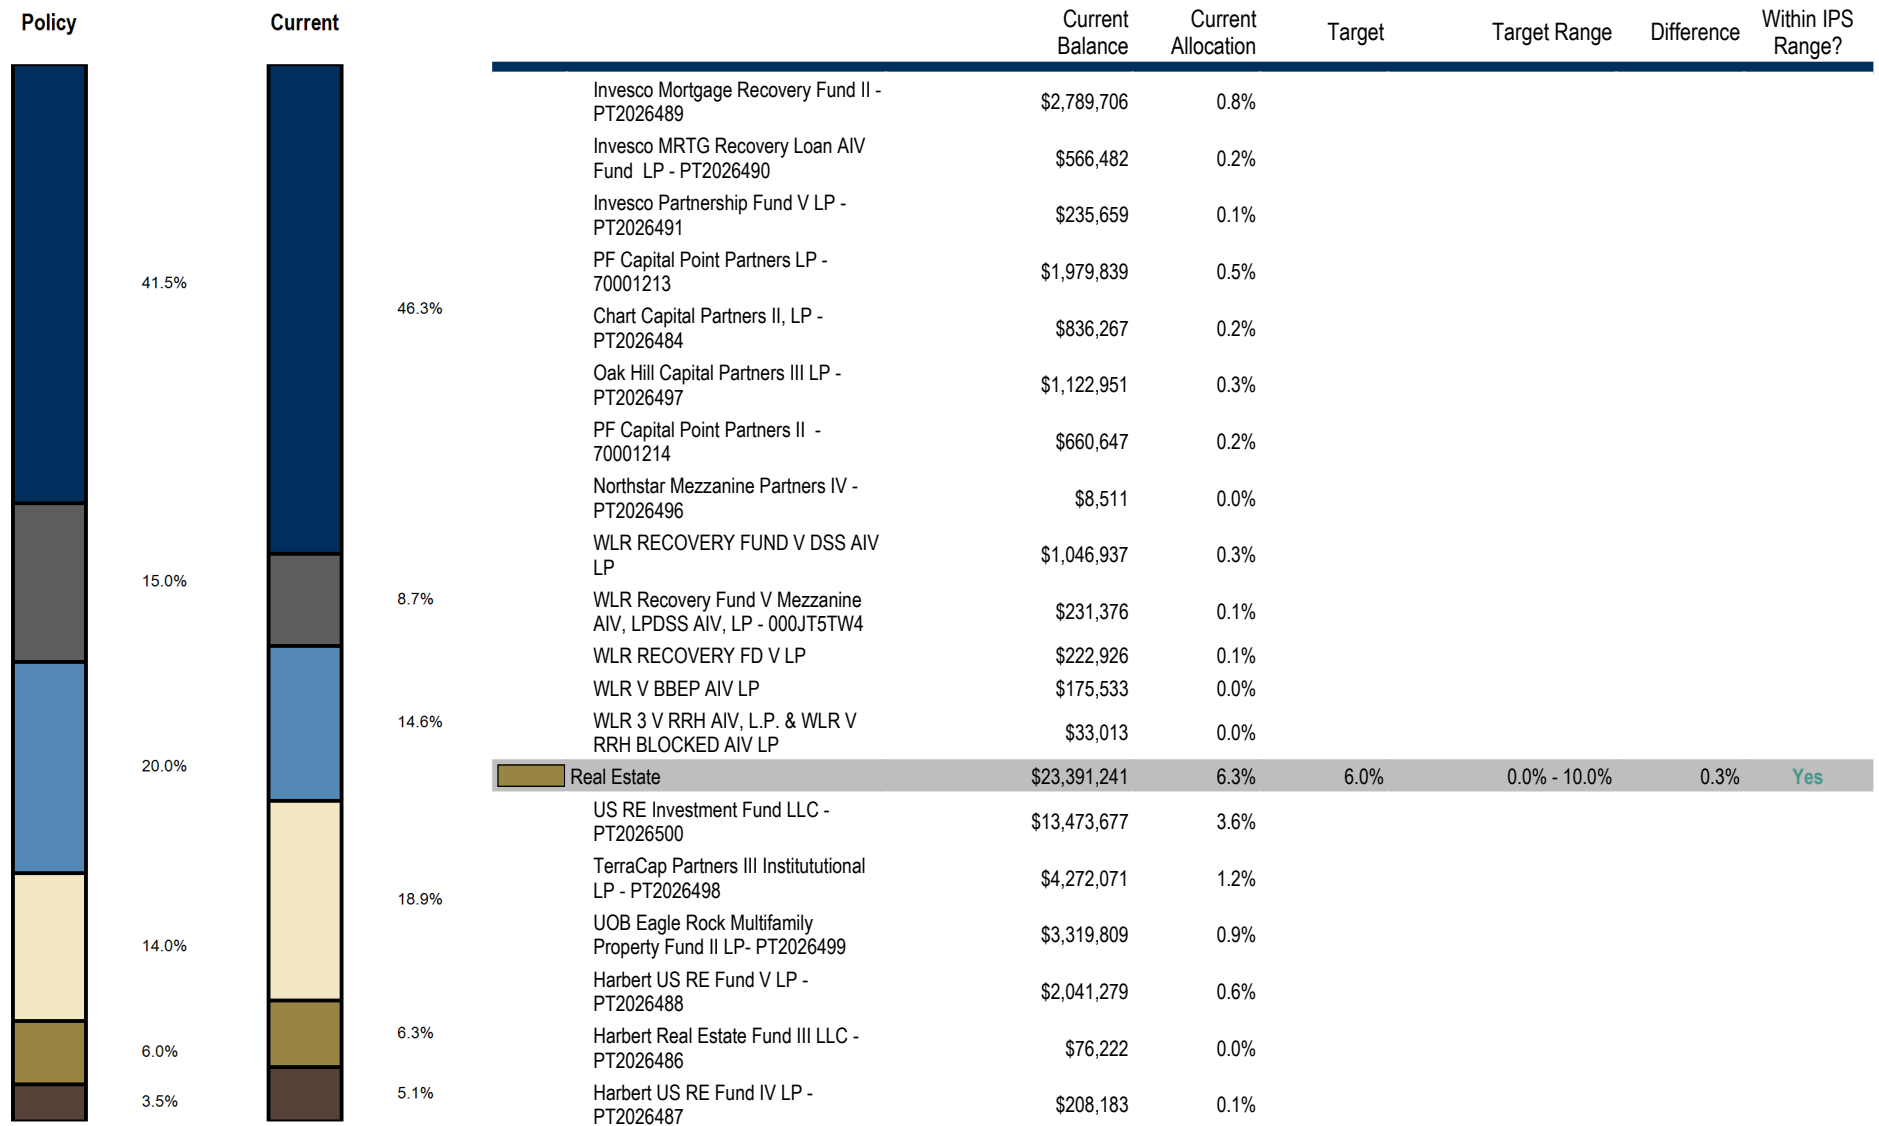 Policy
Current
41.5%
15.0%
20.0%
14.0%
6.0%
3.5%
46.3%
8.7%
14.6%
18.9%
6.3%
5.1%
Current Balance Current Allocation Target Target Range Difference Within IPS Range?
Invesco Mortgage Recovery Fund II -
PT2026489 $2,789,706 0.8%
Invesco MRTG Recovery Loan AIV
Fund LP - PT2026490 $566,482 0.2%
Invesco Partnership Fund V LP -
PT2026491 $235,659 0.1%
PF Capital Point Partners LP -
70001213 $1,979,839 0.5%
Chart Capital Partners II, LP -
PT2026484 $836,267 0.2%
Oak Hill Capital Partners III LP -
PT2026497 $1,122,951 0.3%
PF Capital Point Partners II -
70001214 $660,647 0.2%
Northstar Mezzanine Partners IV -
PT2026496 $8,511 0.0%
WLR RECOVERY FUND V DSS AIV
LP $1,046,937 0.3%
WLR Recovery Fund V Mezzanine
AIV, LPDSS AIV, LP - 000JT5TW4 $231,376 0.1%
WLR RECOVERY FD V LP $222,926 0.1%
WLR V BBEP AIV LP $175,533 0.0%
WLR 3 V RRH AIV, L.P. & WLR V
RRH BLOCKED AIV LP $33,013 0.0%
Real Estate $23,391,241 6.3% 6.0% 0.0% - 10.0% 0.3% Yes
US RE Investment Fund LLC -
PT2026500 $13,473,677 3.6%
TerraCap Partners III Institututional
LP - PT2026498 $4,272,071 1.2%
UOB Eagle Rock Multifamily
Property Fund II LP- PT2026499 $3,319,809 0.9%
Harbert US RE Fund V LP -
PT2026488 $2,041,279 0.6%
Harbert Real Estate Fund III LLC -
PT2026486 $76,222 0.0%
Harbert US RE Fund IV LP -
PT2026487 $208,183 0.1%